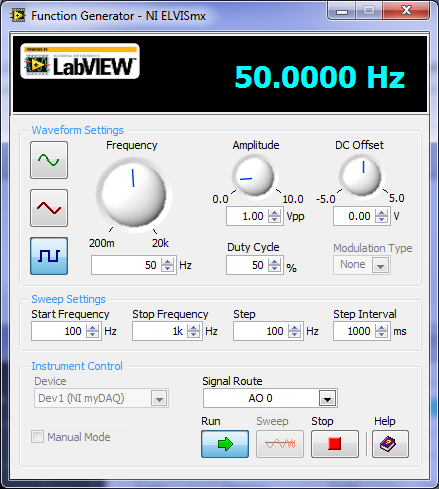 Function Generator - NI ELVISmx
LabVIEW™
50.0000 Hz
Waveform Settings
Frequency
Amplitude
DC Offset
0.0 10.0 -5.0 5.0
1.00 Vpp 0.00 V
200m 20k
50 Hz
Duty Cycle
50 %
Modulation Type
None
Sweep Settings
Start Frequency Stop Frequency Step Step Interval
100 Hz 1k Hz 100 Hz 1000 ms
Instrument Control
Device
Dev1 (NI myDAQ)
Signal Route
AO 0
Manual Mode
Run Sweep Stop Help